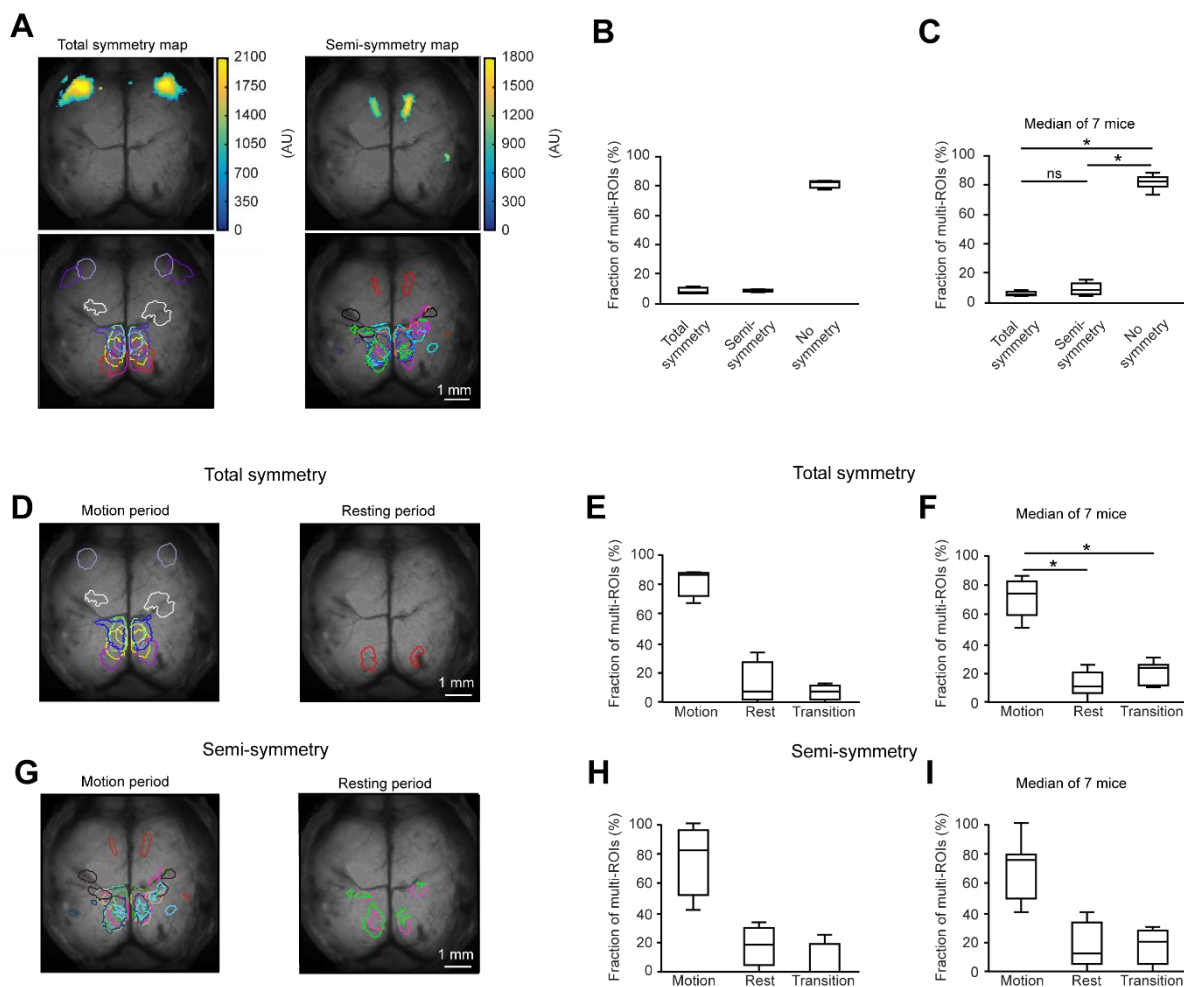 A
Total symmetry map
Semi-symmetry map
2100
1750
1400
1050
700
350
0
(AU)
1800
1500
1200
900
600
300
0
(AU)
1 mm
B
Fraction of multi-ROIs (%)
100
80
60
40
20
0
Total symmetry
Semi-symmetry
No symmetry
C
Median of 7 mice
Fraction of multi-ROIs (%)
100
80
60
40
20
0
*
*
ns
Total symmetry
Semi-symmetry
No symmetry
Total symmetry
D
Motion period
Resting period
1 mm
Total symmetry
E
Fraction of multi-ROIs (%)
100
80
60
40
20
0
Motion
Rest
Transition
F
Median of 7 mice
Fraction of multi-ROIs (%)
100
80
60
40
20
0
*
*
Motion
Rest
Transition
Semi-symmetry
G
Motion period
Resting period
1 mm
Semi-symmetry
H
Fraction of multi-ROIs (%)
100
80
60
40
20
0
Motion
Rest
Transition
I
Median of 7 mice
Fraction of multi-ROIs (%)
100
80
60
40
20
0
Motion
Rest
Transition